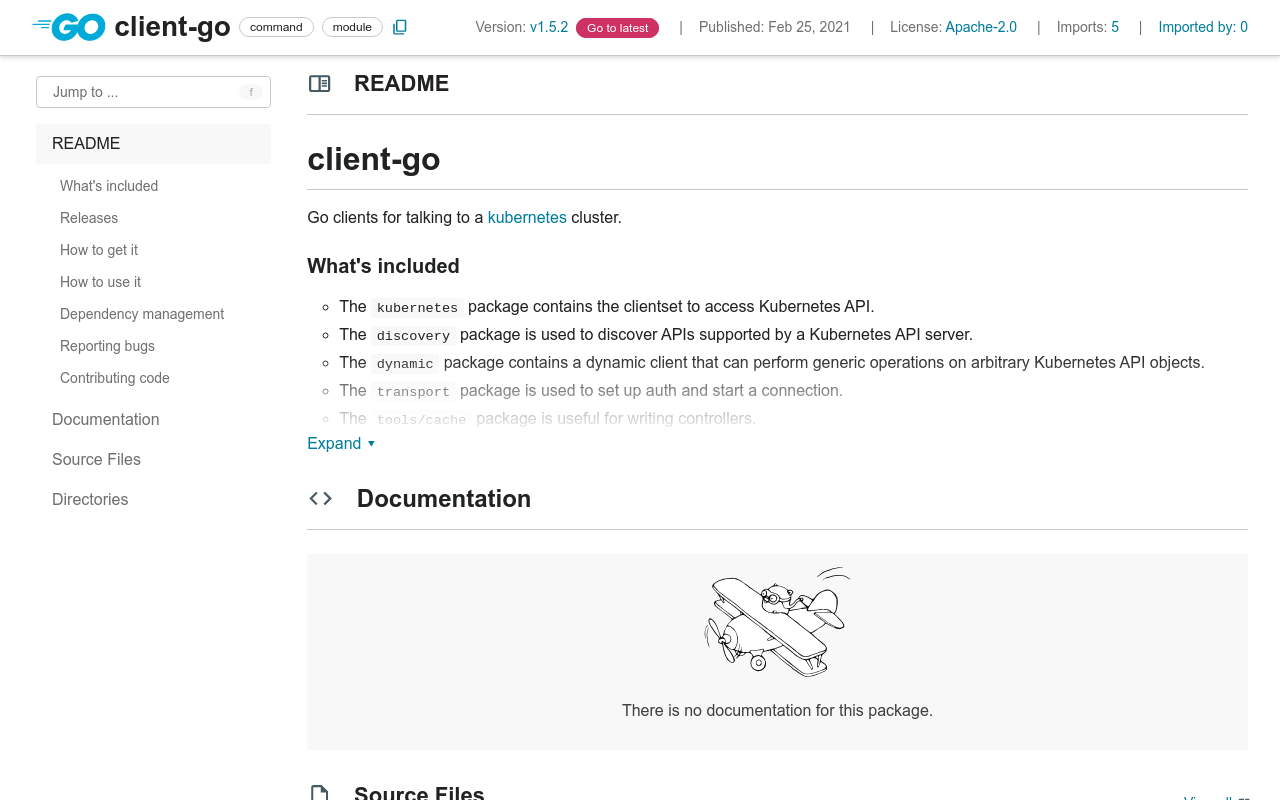 GO client-go command module Version: v1.5.2 Go to latest | Published: Feb 25, 2021 | License: Apache-2.0 | Imports: 5 | Imported by: 0
Jump to ... f
README
What's included
Releases
How to get it
How to use it
Dependency management
Reporting bugs
Contributing code
Documentation
Source Files
Directories
README
client-go
Go clients for talking to a kubernetes cluster.
What's included
The kubernetes package contains the clientset to access Kubernetes API.
The discovery package is used to discover APIs supported by a Kubernetes API server.
The dynamic package contains a dynamic client that can perform generic operations on arbitrary Kubernetes API objects.
The transport package is used to set up auth and start a connection.
The tools/cache package is useful for writing controllers.
Expand
Documentation
There is no documentation for this package.
Source Files